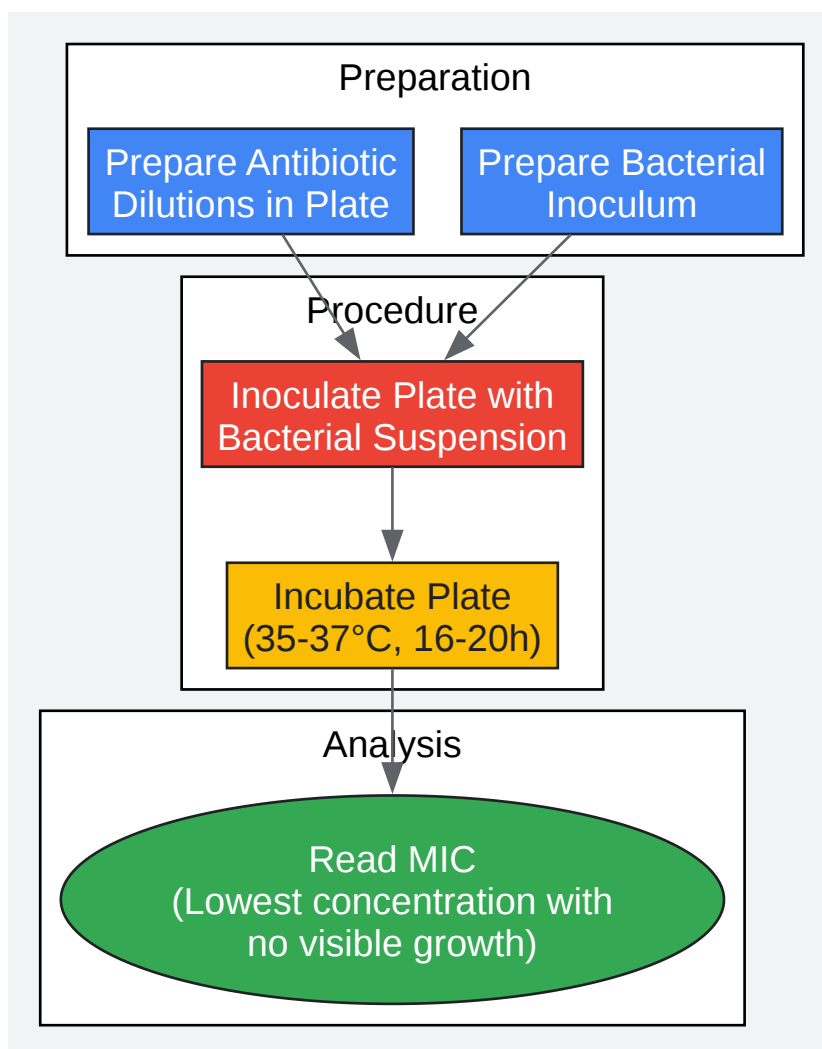 Preparation
Prepare Antibiotic
Dilutions in Plate
Prepare Bacterial
Inoculum
Procedure
Inoculate Plate with
Bacterial Suspension
Incubate Plate
(35-37°C, 16-20h)
Analysis
Read MIC
(Lowest concentration with
no visible growth)